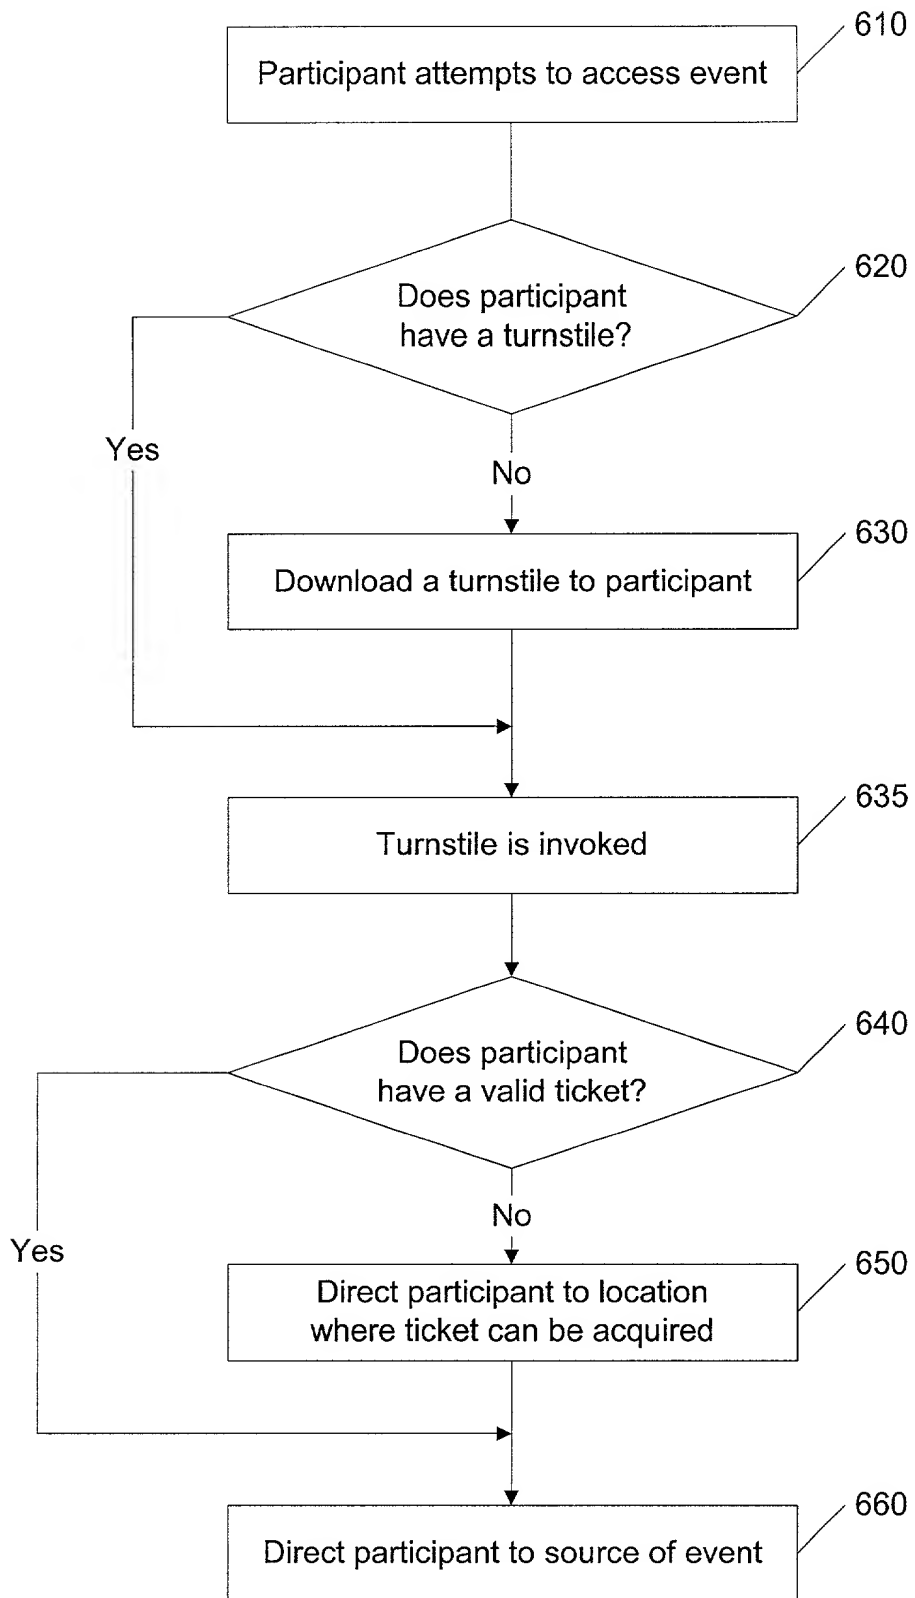 610
Participant attempts to access event
620
Does participant
have a turnstile?
Yes
No
630
Download a turnstile to participant
635
Turnstile is invoked
640
Does participant
have a valid ticket?
No
Yes
650
Direct participant to location
where ticket can be acquired
660
Direct participant to source of event